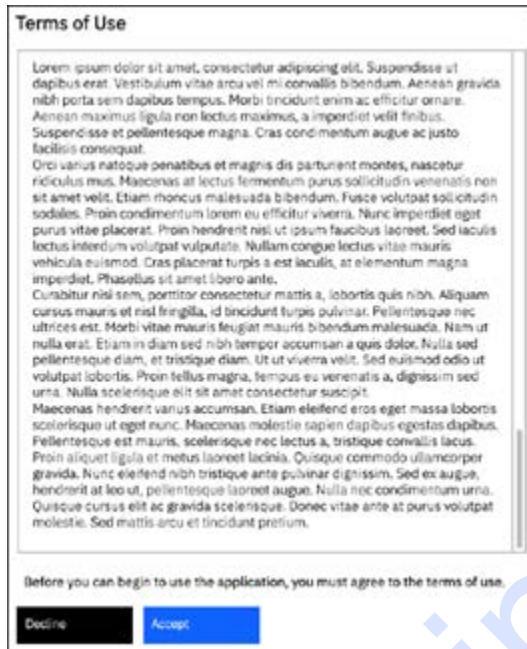 Terms of Use
Lorem ipsum dolor sit amet, consectetur adipiscing elit. Suspendisse ut
dapibus erat. Vestibulum vitae arcu vel mi convallis bibendum. Aenean gravida
nibh porta sem dapibus tempus. Morbi tincidunt enim ac efficitur ornare.
Aenean maximus ligula non lectus maximus, a imperdiet velit finibus.
Suspendisse et pellentesque magna. Cras condimentum augue ac justo
facilisis consequat.
Orci varius natoque penatibus et magnis dis parturient montes, nascetur
ridiculus mus. Maecenas at lectus fermentum purus sollicitudin venenatis non
sit amet velit. Etiam rhoncus malesuada bibendum. Fusce volutpat sollicitudin
sodales. Proin condimentum lorem eu efficitur viverra. Nunc imperdiet eget
purus vitae placerat. Proin hendrerit nisl ut ipsum faucibus laoreet. Sed iaculis
lectus interdum volutpat vulputate. Nullam congue lectus vitae mauris
vehicula euismod. Cras placerat turpis a est iaculis, at elementum magna
imperdiet. Phasellus sit amet libero ante.
Curabitur nisi sem, porttitor consectetur mattis a, lobortis quis nibh. Aliquam
cursus mauris et nisl fringilla, id tincidunt turpis pulvinar. Pellentesque nec
ultrices est. Morbi vitae mauris feugiat mauris bibendum malesuada. Nam ut
nulla erat. Etiam in diam sed nibh tempor accumsan a quis dolor. Nulla sed
pellentesque diam, et tristique diam. Ut ut viverra velit. Sed euismod odio ut
volutpat lobortis. Proin tellus magna, tempus eu venenatis a, dignissim sed
urna. Nulla scelerisque elit sit amet consectetur suscipit.
Maecenas hendrerit varius accumsan. Etiam eleifend eros eget massa lobortis
scelerisque ut eget nunc. Maecenas molestie sapien dapibus egestas dapibus.
Pellentesque est mauris, scelerisque nec lectus a, tristique convallis lacus.
Proin aliquet ligula et metus laoreet lacinia. Quisque commodo ullamcorper
gravida. Nunc eleifend nibh tristique ante pulvinar dignissim. Sed ex augue,
hendrerit at leo ut, pellentesque laoreet augue. Nulla nec condimentum urna.
Quisque cursus elit ac gravida scelerisque. Donec vitae ante at purus volutpat
molestie. Sed mattis arcu et tincidunt pretium.
Before you can begin to use the application, you must agree to the terms of use.
Decline
Accept